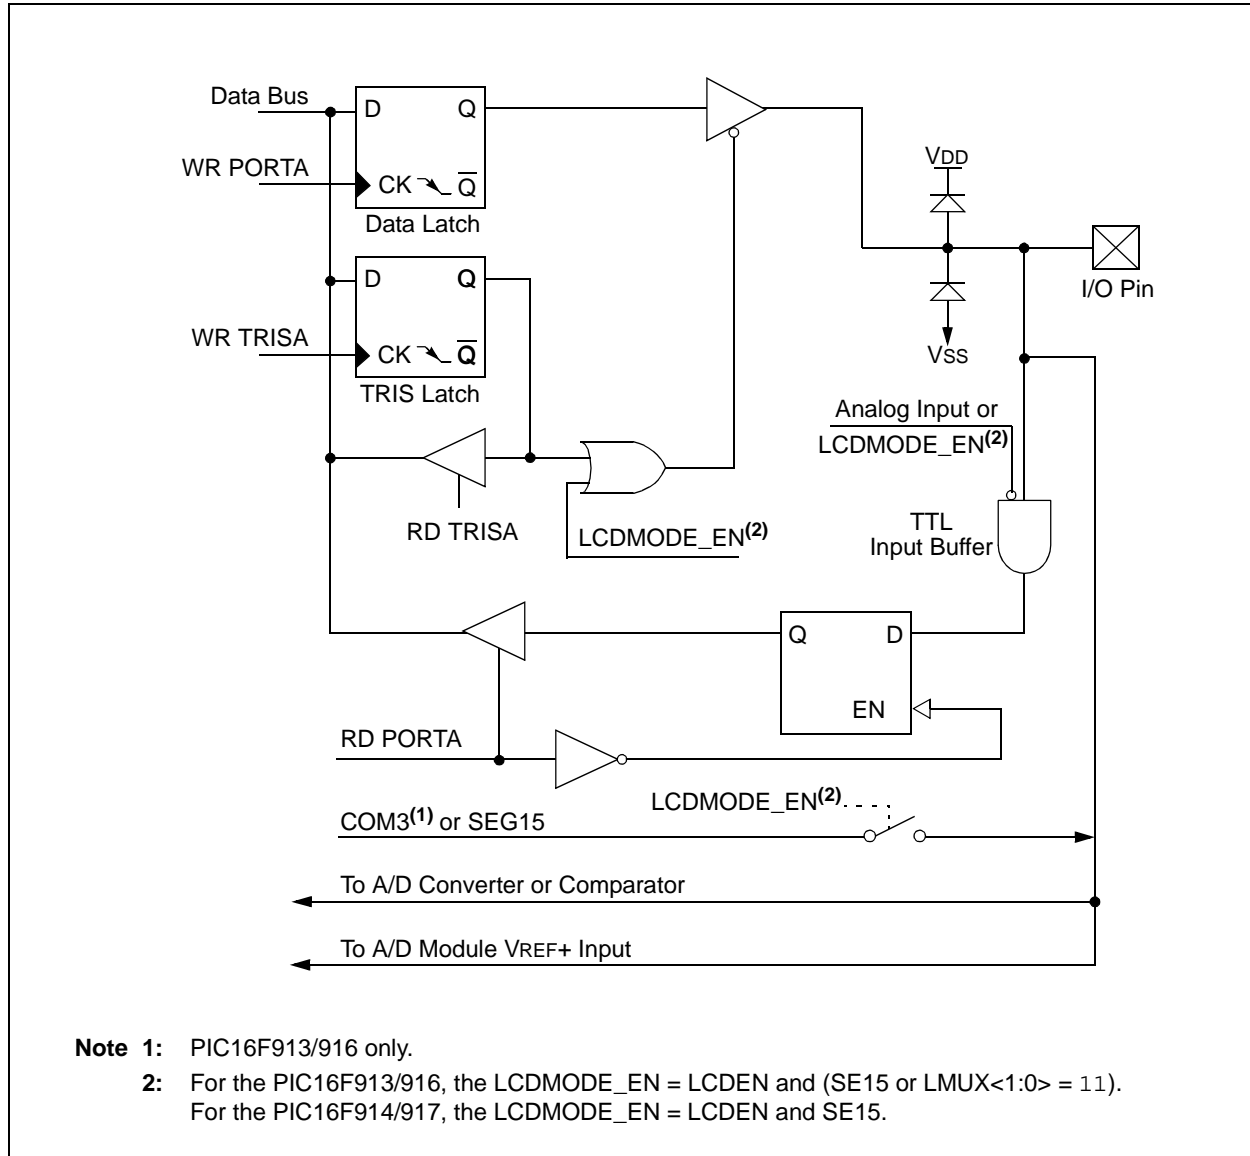 Data Bus
D Q
VDD
WR PORTA
CK Q
Data Latch
D Q
I/O Pin
WR TRISA
CK Q
VSS
TRIS Latch
Analog Input or
LCDMODE_EN(2)
RD TRISA
LCDMODE_EN(2)
TTL
Input Buffer
Q D
EN
RD PORTA
LCDMODE_EN(2)
COM3(1) or SEG15
To A/D Converter or Comparator
To A/D Module VREF+ Input
Note 1: PIC16F913/916 only.
2: For the PIC16F913/916, the LCDMODE_EN = LCDEN and (SE15 or LMUX<1:0> = 11).
For the PIC16F914/917, the LCDMODE_EN = LCDEN and SE15.